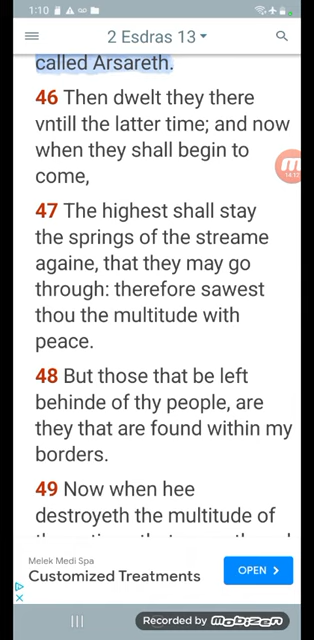 1:10
2 Esdras 13
called Arsareth.
46 Then dwelt they there
vntill the latter time; and now
when they shall begin to
come,
14:12
47 The highest shall stay
the springs of the streame
againe, that they may go
through: therefore sawest
thou the multitude with
peace.
48 But those that be left
behinde of thy people, are
they that are found within my
borders.
49 Now when hee
destroyeth the multitude of
Melek Medi Spa
Customized Treatments
OPEN
Recorded by mobizen